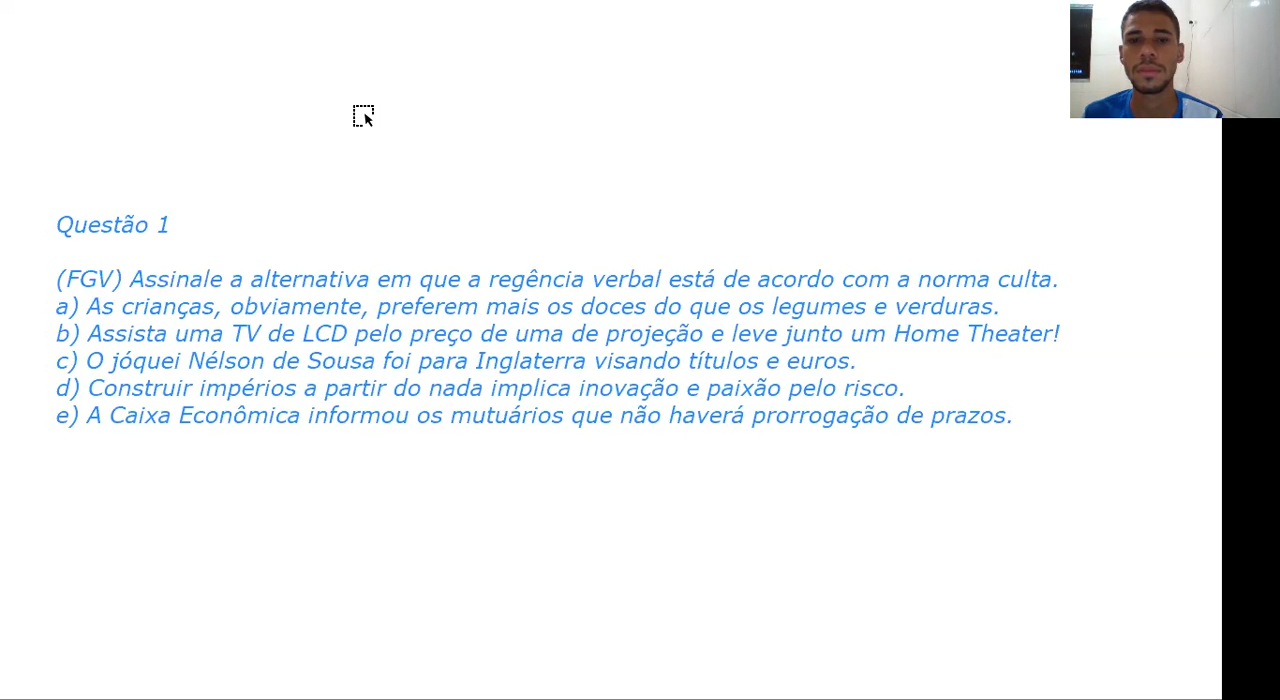 Questão 1
(FGV) Assinale a alternativa em que a regência verbal está de acordo com a norma culta.
a) As crianças, obviamente, preferem mais os doces do que os legumes e verduras.
b) Assista uma TV de LCD pelo preço de uma de projeção e leve junto um Home Theater!
c) O jóquei Nélson de Sousa foi para Inglaterra visando títulos e euros.
d) Construir impérios a partir do nada implica inovação e paixão pelo risco.
e) A Caixa Econômica informou os mutuários que não haverá prorrogação de prazos.